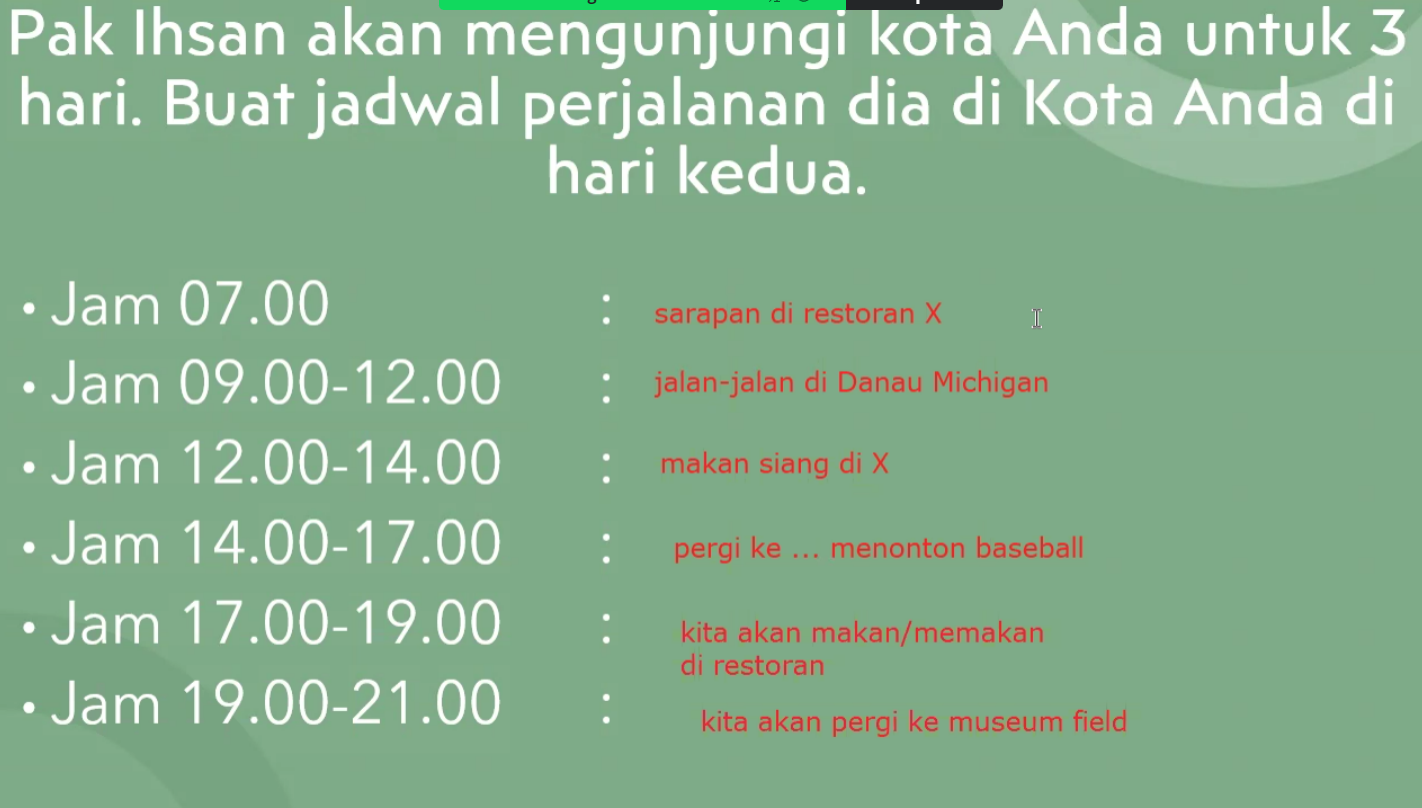 Pak Ihsan akan mengunjungi kota Anda untuk 3
hari. Buat jadwal perjalanan dia di Kota Anda di
hari kedua.
• Jam 07.00 : sarapan di restoran X
• Jam 09.00-12.00 : jalan-jalan di Danau Michigan
• Jam 12.00-14.00 : makan siang di X
• Jam 14.00-17.00 : pergi ke ... menonton baseball
• Jam 17.00-19.00 : kita akan makan/memakan
di restoran
• Jam 19.00-21.00 : kita akan pergi ke museum field